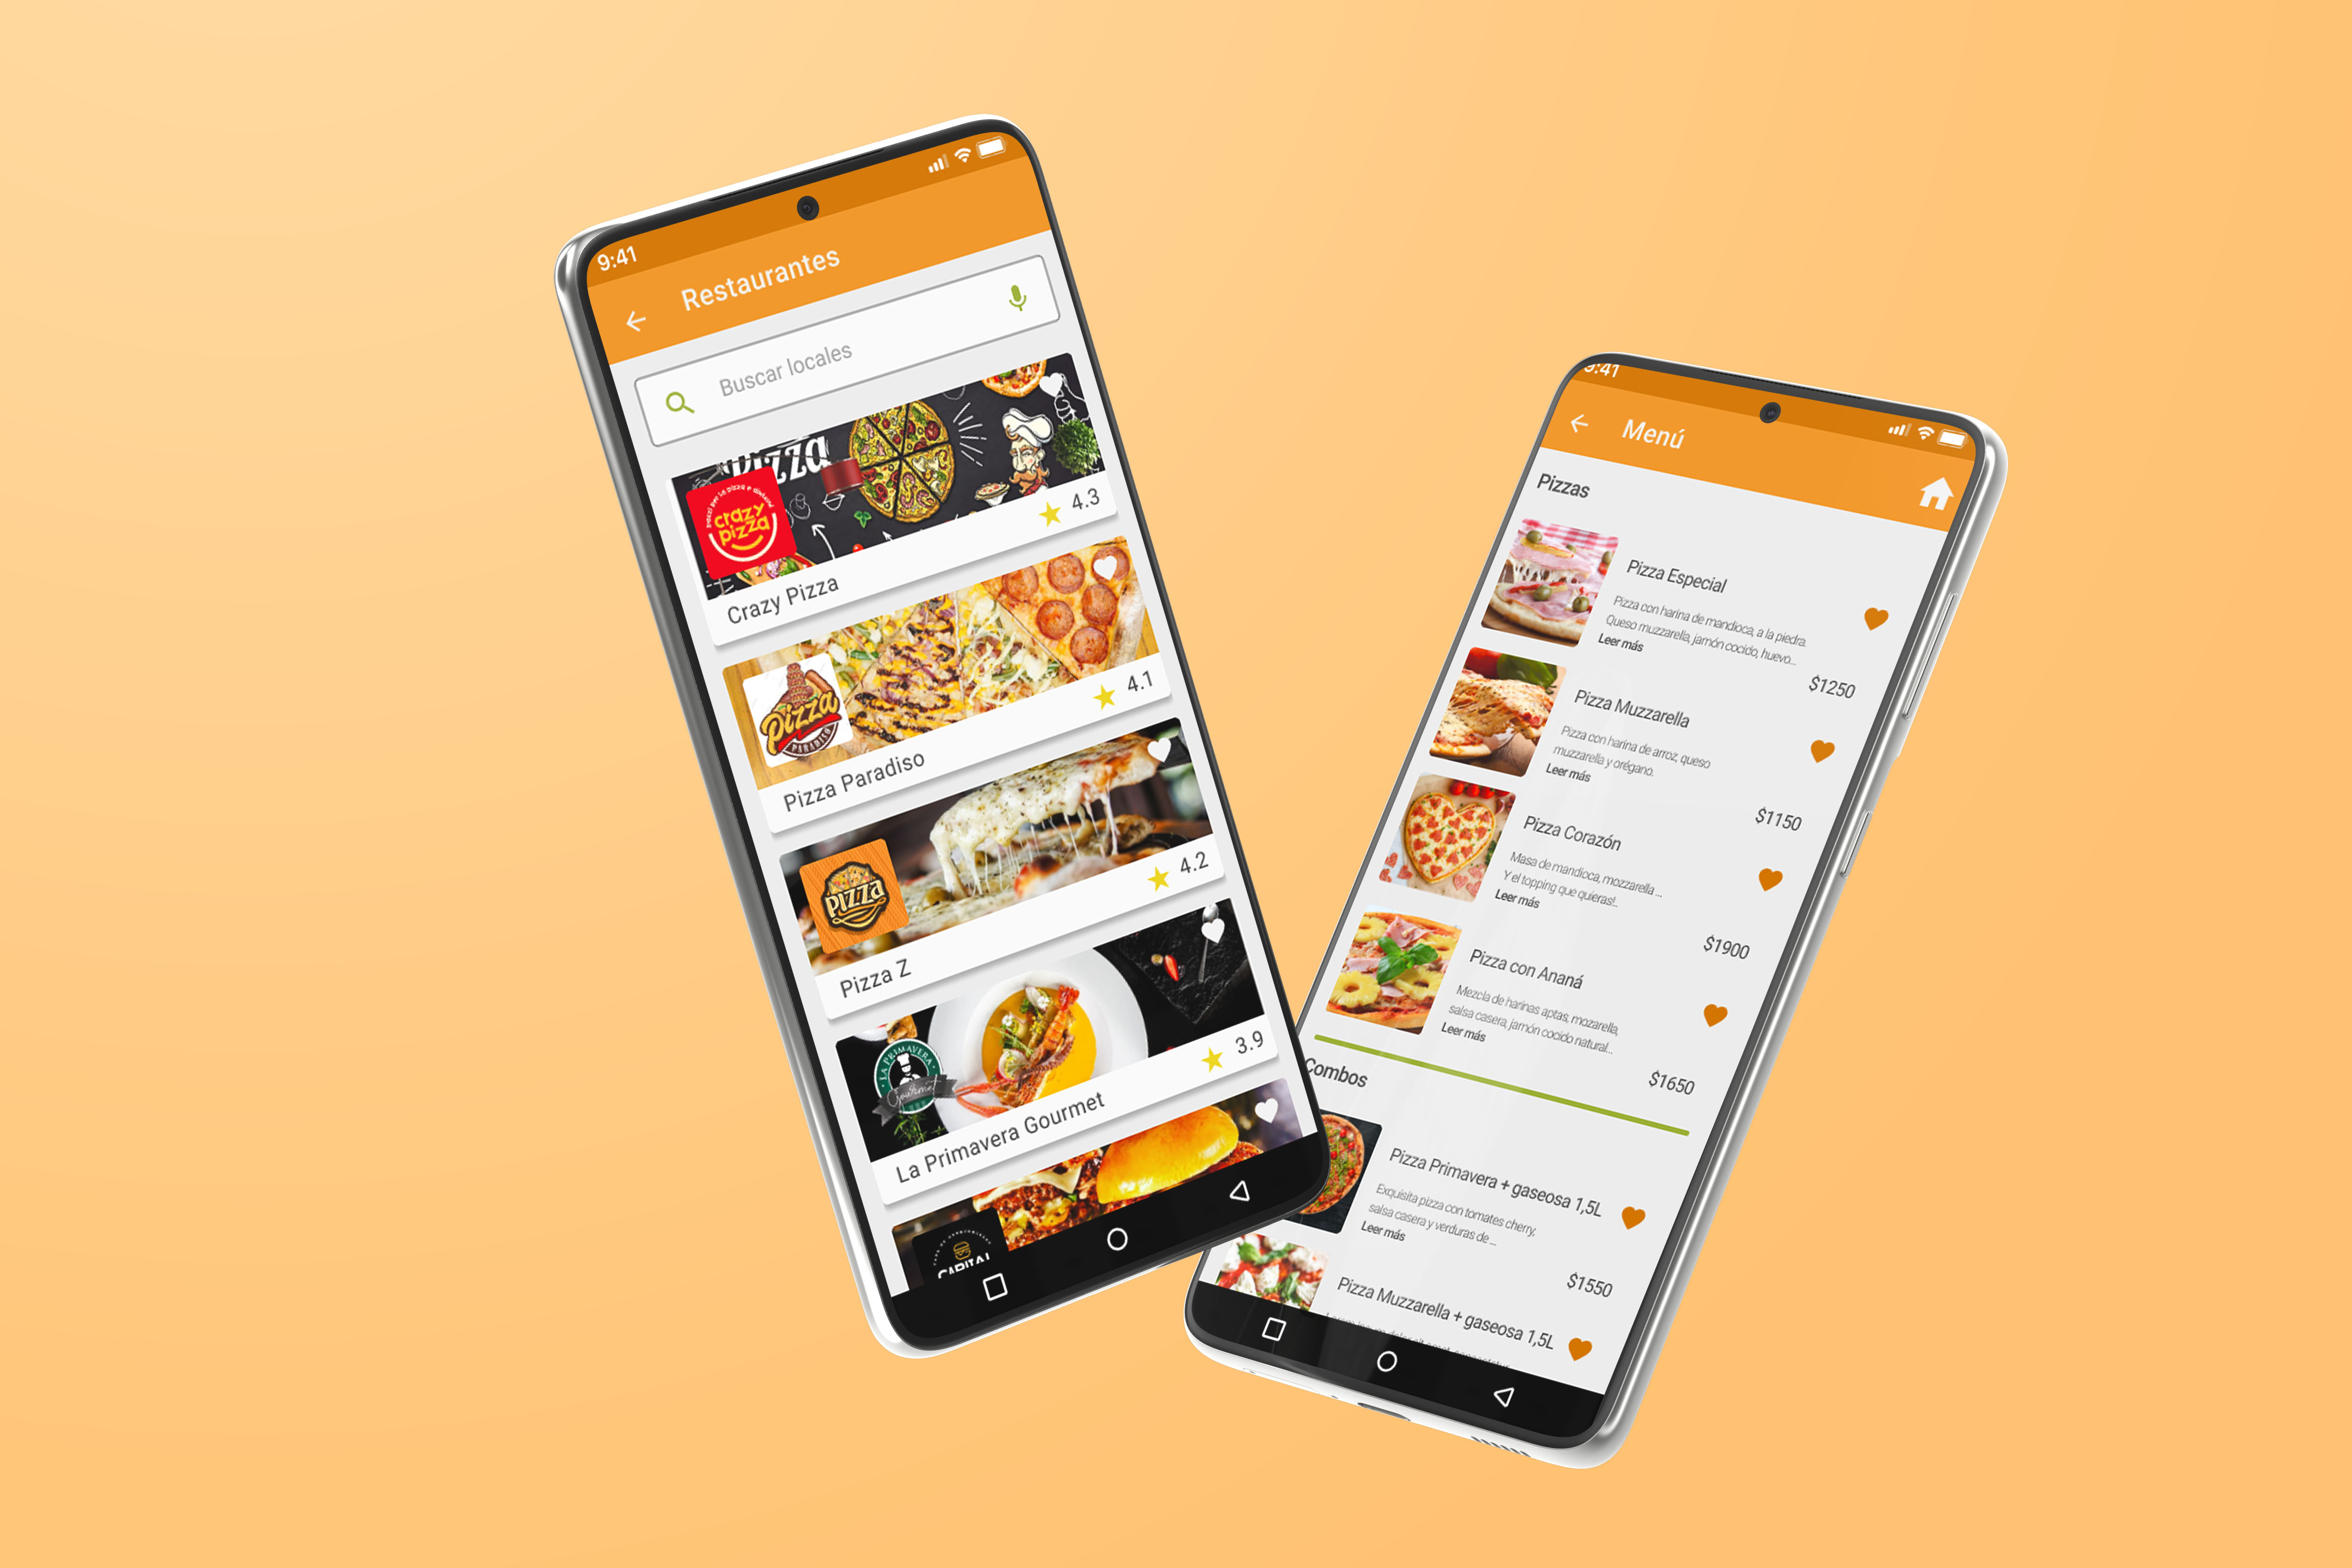 9:41
Restaurantes
Buscar locales
Pizza
crazy
pizza
4.3
Crazy Pizza
Pizza
PARADISO
4.1
Pizza Paradiso
PIZZA
4.2
Pizza Z
LA PRIMAVERA
Gourmet
3.9
La Primavera Gourmet
CAPITAL
9:41
Menú
Pizzas
Pizza Especial
Pizza con harina de mandioca, a la piedra.
Queso muzzarella, jamón cocido, huevo...
Leer más
$1250
Pizza Muzzarella
Pizza con harina de arroz, queso
muzzarella y orégano.
Leer más
$1150
Pizza Corazón
Masa de mandioca, mozzarella ...
Y el topping que quieras!..
Leer más
$1900
Pizza con Ananá
Mezcla de harinas aptas, mozarella,
salsa casera, jamón cocido natural...
Leer más
$1650
Combos
Pizza Primavera + gaseosa 1,5L
Exquisita pizza con tomates cherry,
salsa casera y verduras de ...
Leer más
$1550
Pizza Muzzarella + gaseosa 1,5L